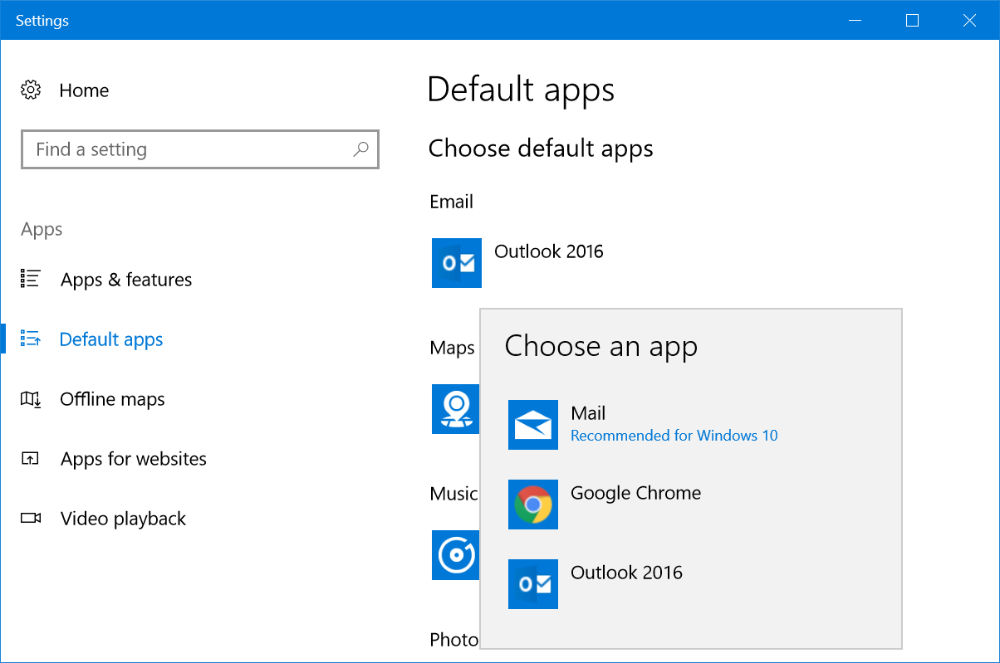 Settings
Home
Find a setting
Apps
Apps & features
Default apps
Offline maps
Apps for websites
Video playback
Default apps
Choose default apps
Email
Outlook 2016
Maps
Music
Photo
Choose an app
Mail
Recommended for Windows 10
Google Chrome
Outlook 2016